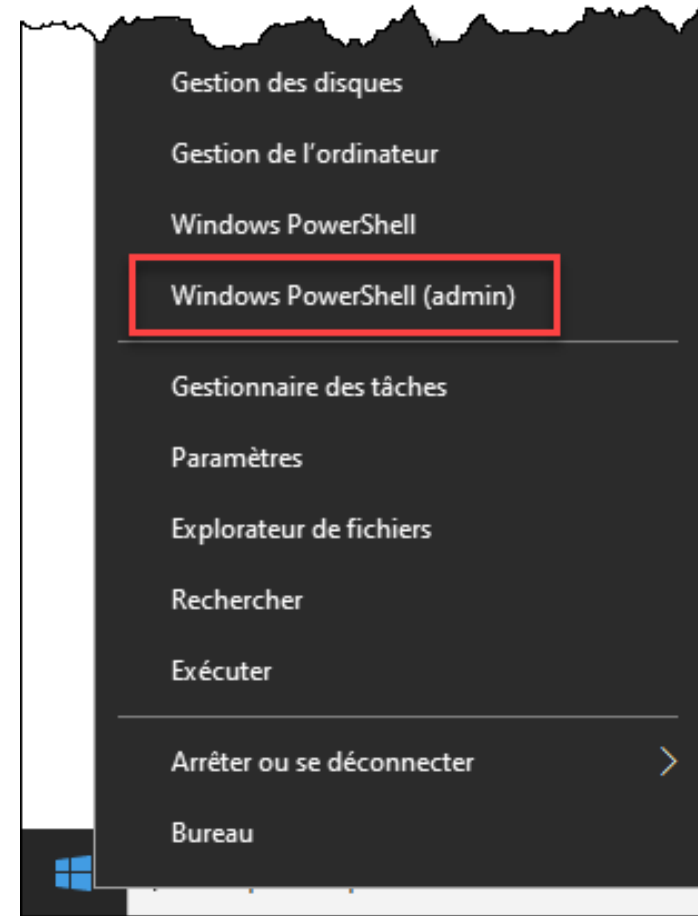 Gestion des disques
Gestion de l'ordinateur
Windows PowerShell
Windows PowerShell (admin)
Gestionnaire des tâches
Paramètres
Explorateur de fichiers
Rechercher
Exécuter
Arrêter ou se déconnecter
Bureau